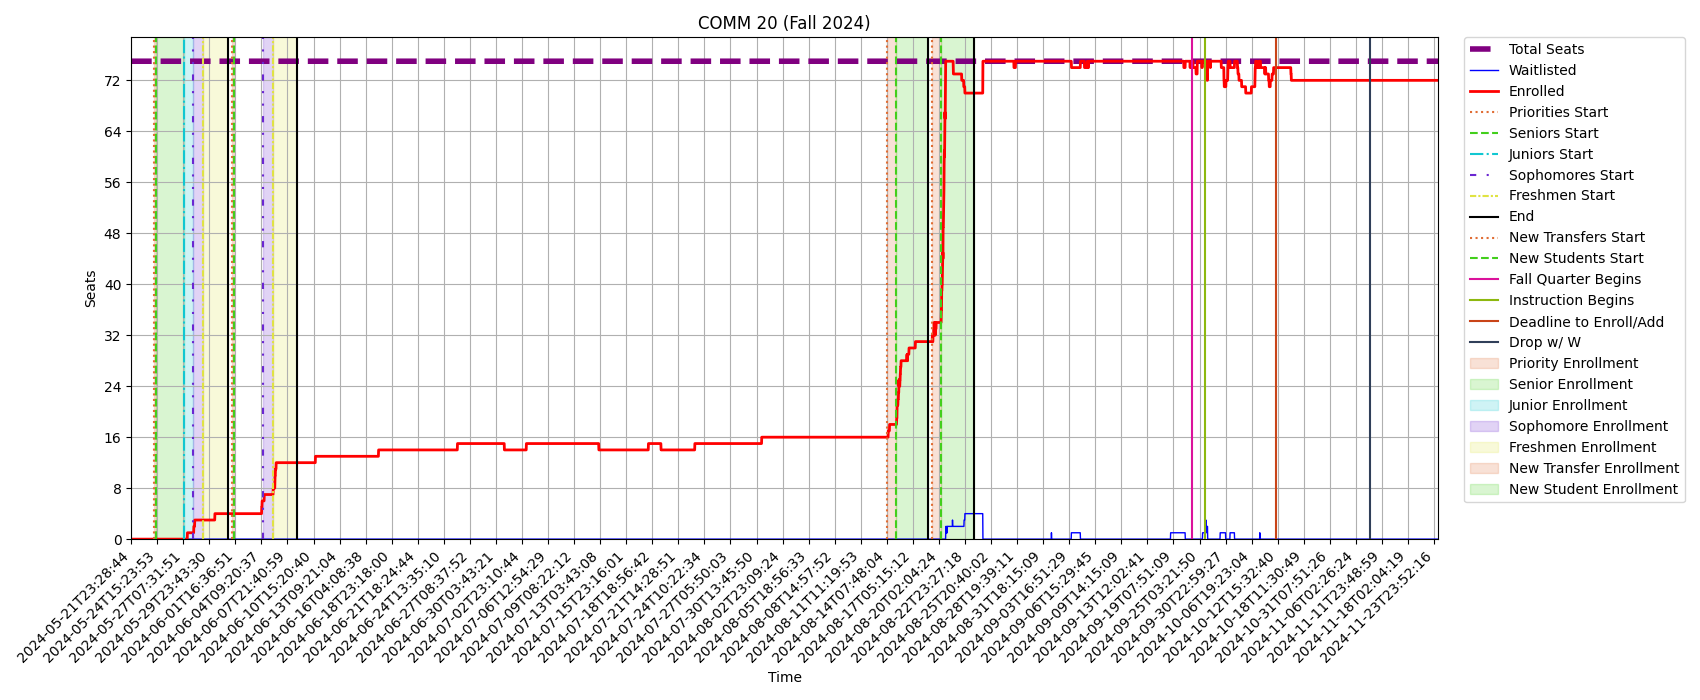 COMM 20 (Fall 2024)
Seats
72
64
56
48
40
32
24
16
8
0
2024-05-21T23:28:44
2024-05-24T15:23:53
2024-05-27T07:31:51
2024-05-29T23:43:30
2024-06-01T16:36:51
2024-06-04T09:20:37
2024-06-07T21:40:59
2024-06-10T15:20:40
2024-06-13T09:21:04
2024-06-16T04:08:38
2024-06-18T23:18:00
2024-06-21T18:24:44
2024-06-24T13:35:10
2024-06-27T08:37:52
2024-06-30T03:43:21
2024-07-02T23:10:44
2024-07-06T12:54:29
2024-07-09T08:22:12
2024-07-13T03:43:08
2024-07-15T23:16:01
2024-07-18T18:56:42
2024-07-21T14:28:51
2024-07-24T10:22:34
2024-07-27T05:50:03
2024-07-30T13:45:50
2024-08-02T23:09:24
2024-08-05T18:56:33
2024-08-08T14:57:52
2024-08-11T11:19:53
2024-08-14T07:48:04
2024-08-17T05:15:12
2024-08-20T02:04:24
2024-08-22T23:27:18
2024-08-25T20:40:02
2024-08-28T19:39:11
2024-08-31T18:15:09
2024-09-03T16:51:29
2024-09-06T15:29:45
2024-09-09T14:15:09
2024-09-13T12:02:41
2024-09-19T07:51:09
2024-09-25T03:21:50
2024-09-30T22:59:27
2024-10-06T19:23:04
2024-10-12T15:32:40
2024-10-18T11:30:49
2024-10-31T07:51:26
2024-11-06T02:26:24
2024-11-11T23:48:59
2024-11-18T02:04:19
2024-11-23T23:52:16
Time
Total Seats
Waitlisted
Enrolled
Priorities Start
Seniors Start
Juniors Start
Sophomores Start
Freshmen Start
End
New Transfers Start
New Students Start
Fall Quarter Begins
Instruction Begins
Deadline to Enroll/Add
Drop w/ W
Priority Enrollment
Senior Enrollment
Junior Enrollment
Sophomore Enrollment
Freshmen Enrollment
New Transfer Enrollment
New Student Enrollment